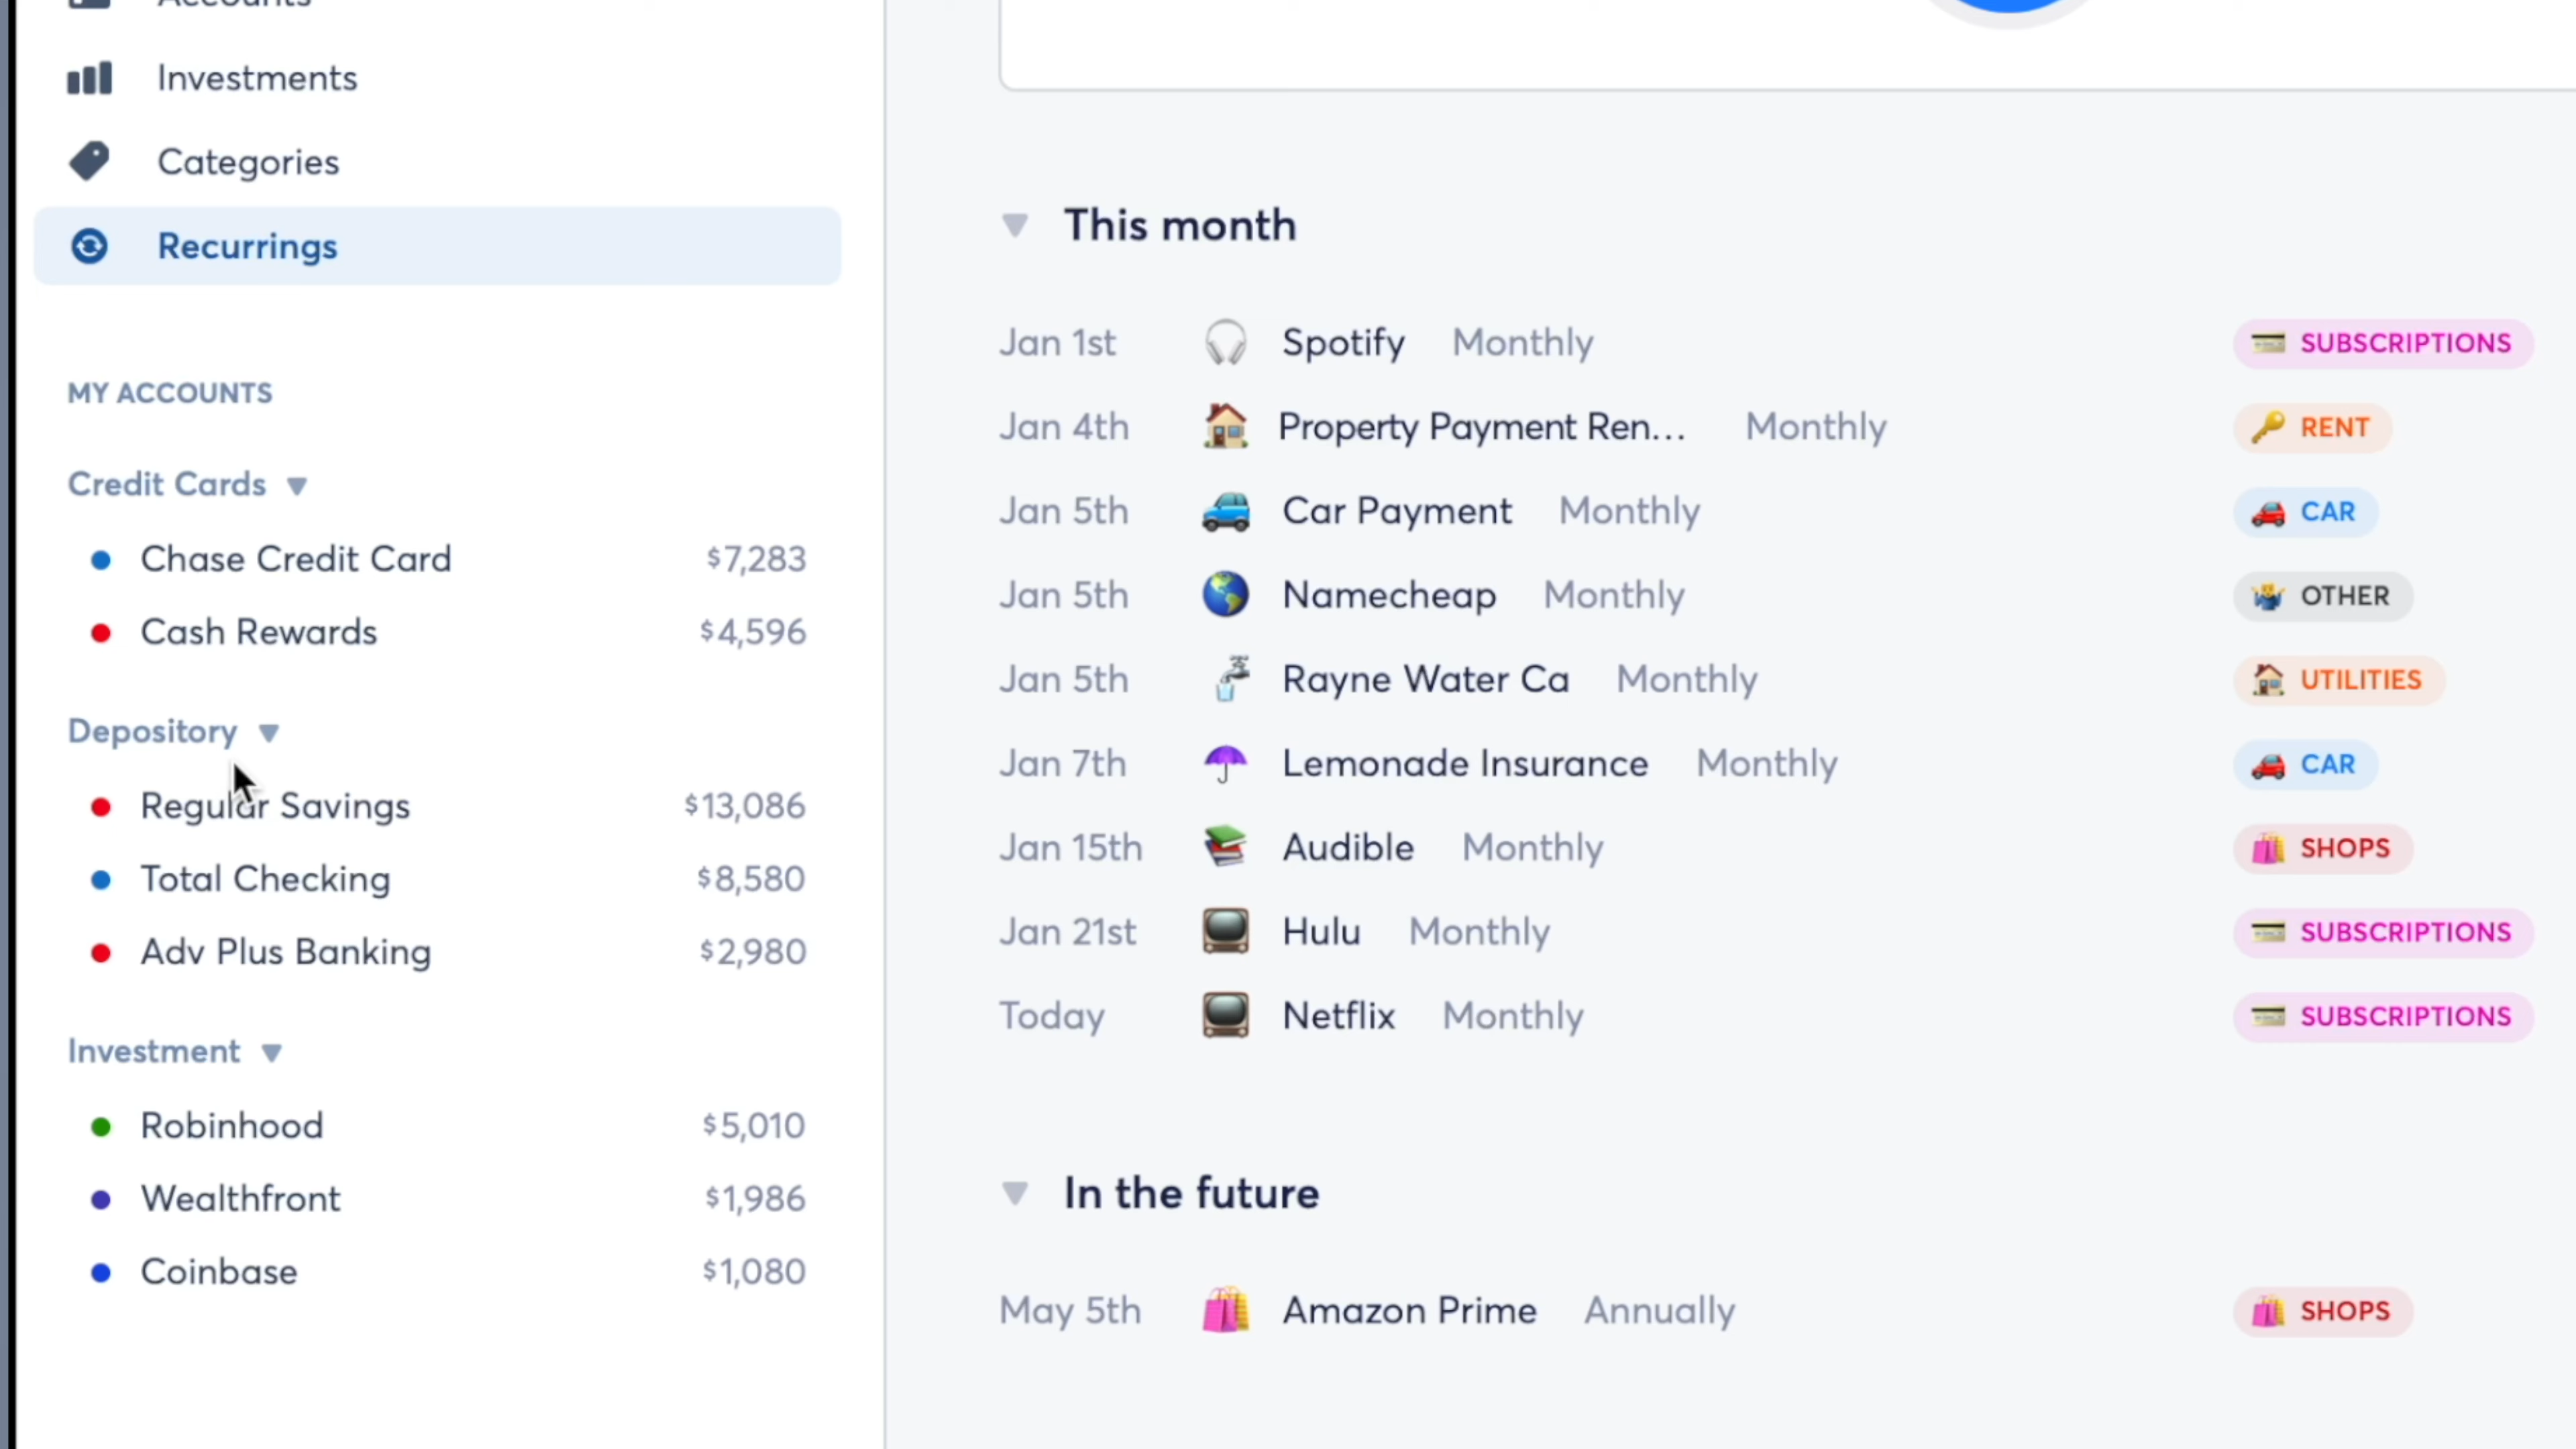 Accounts
Investments
Categories
Recurrings
MY ACCOUNTS
Credit Cards
Chase Credit Card $7,283
Cash Rewards $4,596
Depository
Regular Savings $13,086
Total Checking $8,580
Adv Plus Banking $2,980
Investment
Robinhood $5,010
Wealthfront $1,986
Coinbase $1,080
This month
Jan 1st Spotify Monthly SUBSCRIPTIONS
Jan 4th Property Payment Ren... Monthly RENT
Jan 5th Car Payment Monthly CAR
Jan 5th Namecheap Monthly OTHER
Jan 5th Rayne Water Ca Monthly UTILITIES
Jan 7th Lemonade Insurance Monthly CAR
Jan 15th Audible Monthly SHOPS
Jan 21st Hulu Monthly SUBSCRIPTIONS
Today Netflix Monthly SUBSCRIPTIONS
In the future
May 5th Amazon Prime Annually SHOPS